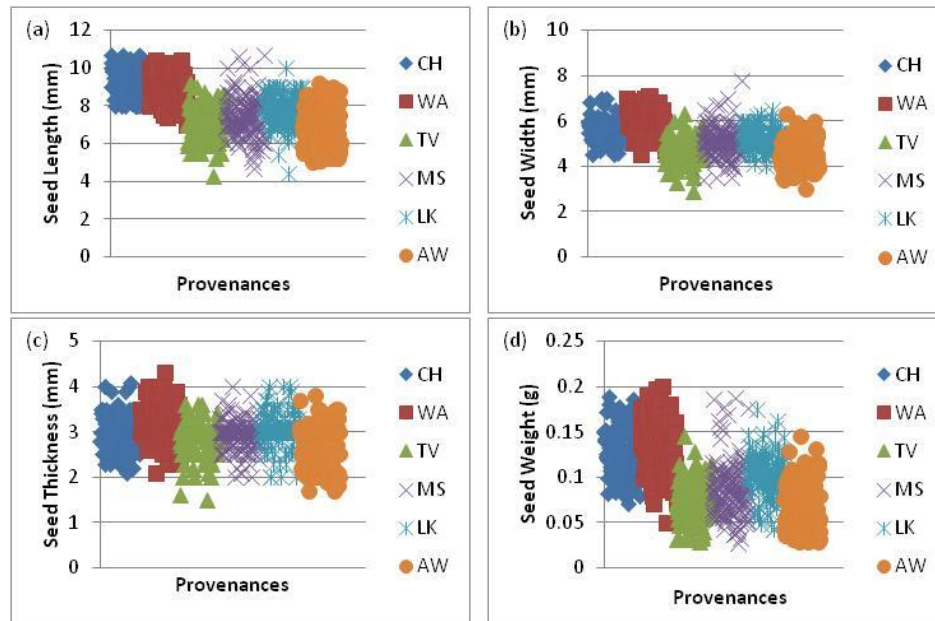 (a)
12
10
8
6
4
2
0
Seed Length (mm)
Provenances
CH
WA
TV
MS
LK
AW
(b)
10
8
6
4
2
0
Seed Width (mm)
Provenances
CH
WA
TV
MS
LK
AW
(c)
5
4
3
2
1
0
Seed Thickness (mm)
Provenances
CH
WA
TV
MS
LK
AW
(d)
0.25
0.2
0.15
0.1
0.05
0
Seed Weight (g)
Provenances
CH
WA
TV
MS
LK
AW